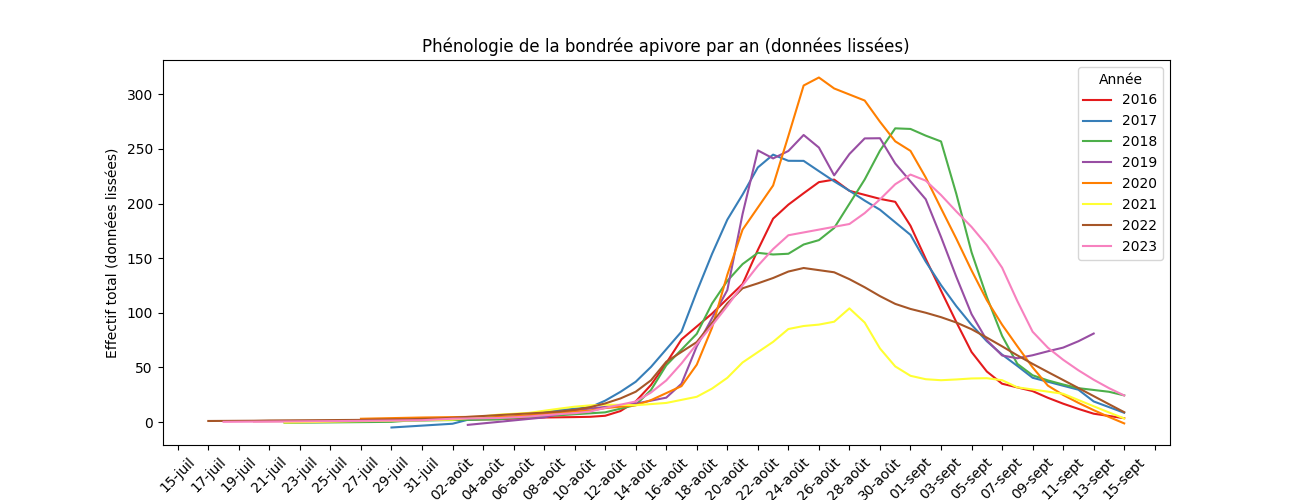 Phénologie de la bondrée apivore par an (données lissées)
Effectif total (données lissées)
300
250
200
150
100
50
0
Année
2016
2017
2018
2019
2020
2021
2022
2023
15-juil
17-juil
19-juil
21-juil
23-juil
25-juil
27-juil
29-juil
31-juil
02-août
04-août
06-août
08-août
10-août
12-août
14-août
16-août
18-août
20-août
22-août
24-août
26-août
28-août
30-août
01-sept
03-sept
05-sept
07-sept
09-sept
11-sept
13-sept
15-sept